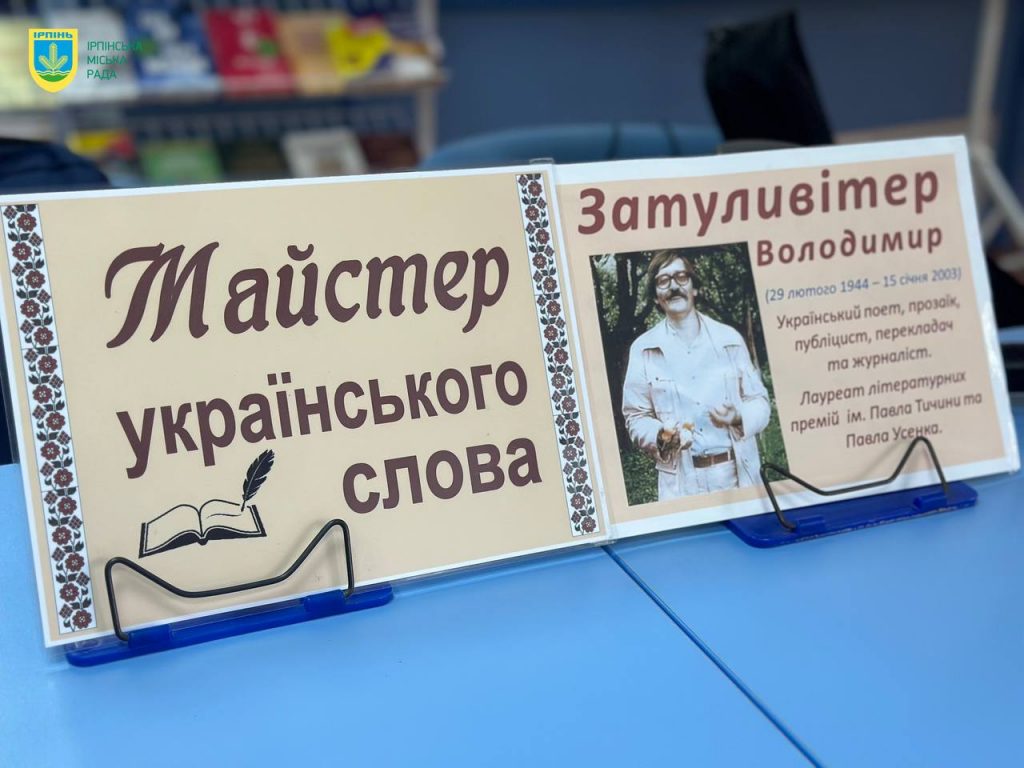 ІРПІНЬ
ІРПІНСЬКА
МІСЬКА
РАДА
Майстер
українського
слова
Затуливітер
Володимир
(29 лютого 1944 – 15 січня 2003)
Український поет, прозаїк,
публіцист, перекладач
та журналіст.
Лауреат літературних
премій ім. Павла Тичини та
Павла Усенка.